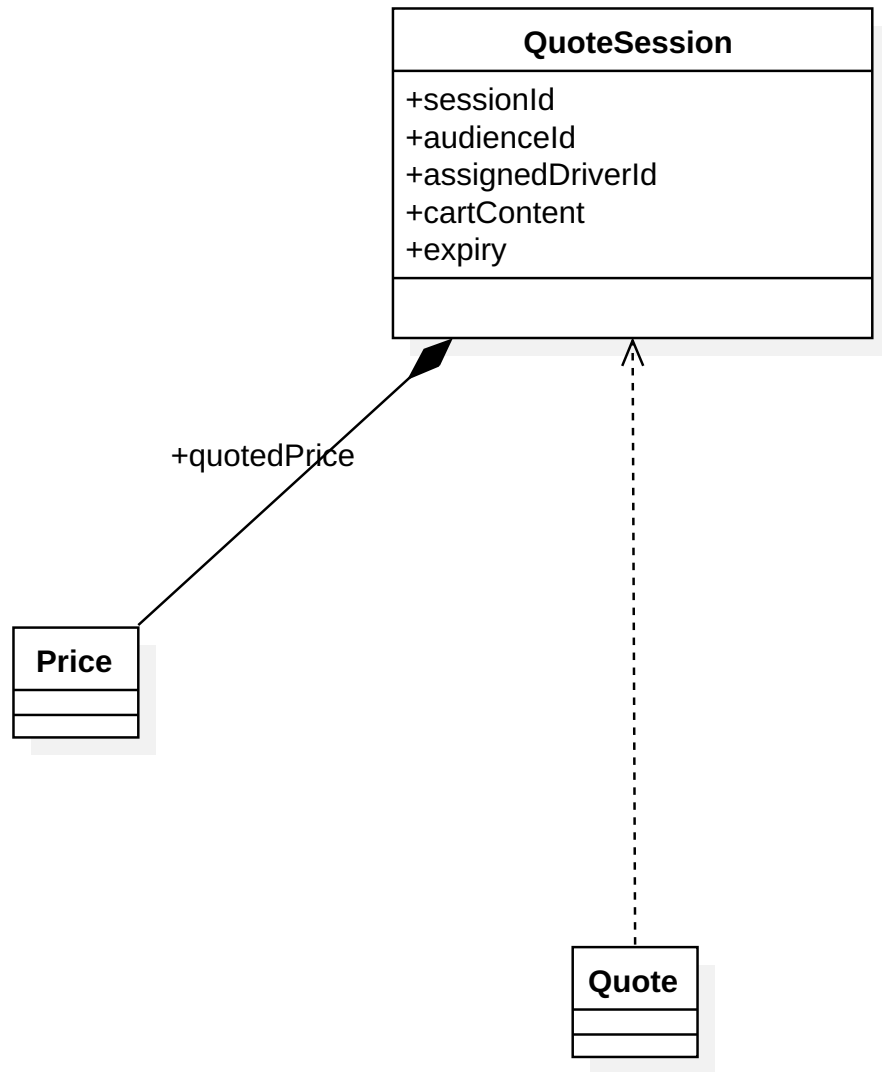 QuoteSession
+sessionId
+audienceId
+assignedDriverId
+cartContent
+expiry
+quotedPrice
Price
Quote